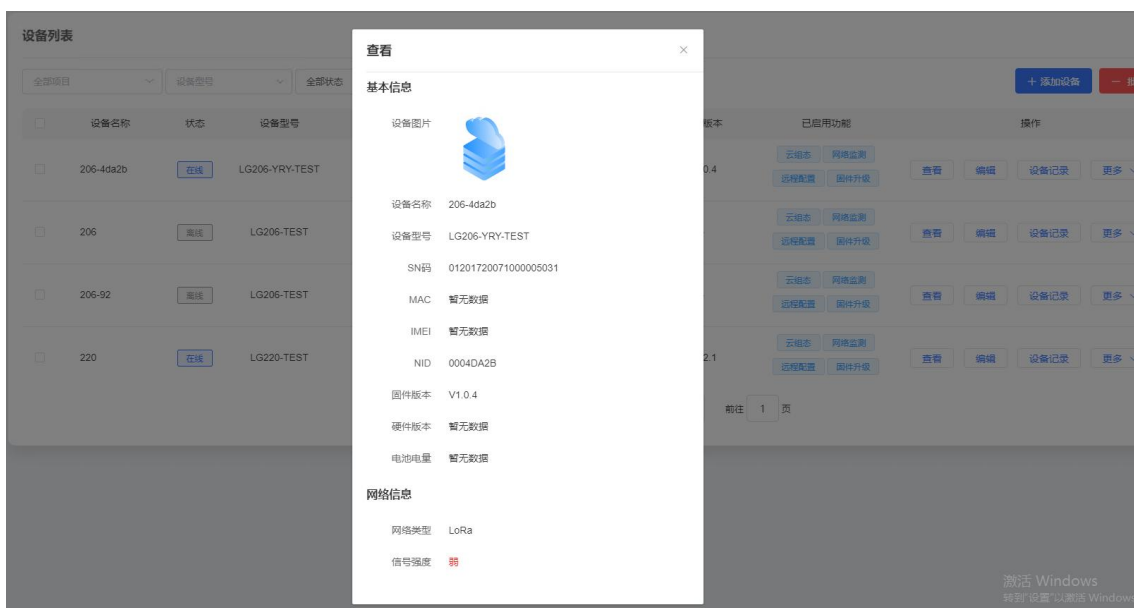 设备列表
全部项目 设备型号 全部状态 + 添加设备
设备名称 状态 设备型号 版本 已启用功能 操作
206-4da2b 在线 LG206-YRY-TEST 0.4 云组态 网络监测 远程配置 固件升级 查看 编辑 设备记录 更多
206 离线 LG206-TEST 云组态 网络监测 远程配置 固件升级 查看 编辑 设备记录 更多
206-92 离线 LG206-TEST 云组态 网络监测 远程配置 固件升级 查看 编辑 设备记录 更多
220 在线 LG220-TEST 2.1 云组态 网络监测 远程配置 固件升级 查看 编辑 设备记录 更多
前往 1 页
查看
基本信息
设备图片
设备名称 206-4da2b
设备型号 LG206-YRY-TEST
SN码 01201720071000005031
MAC 暂无数据
IMEI 暂无数据
NID 0004DA2B
固件版本 V1.0.4
硬件版本 暂无数据
电池电量 暂无数据
网络信息
网络类型 LoRa
信号强度 弱
激活 Windows
转到"设置"以激活 Windows